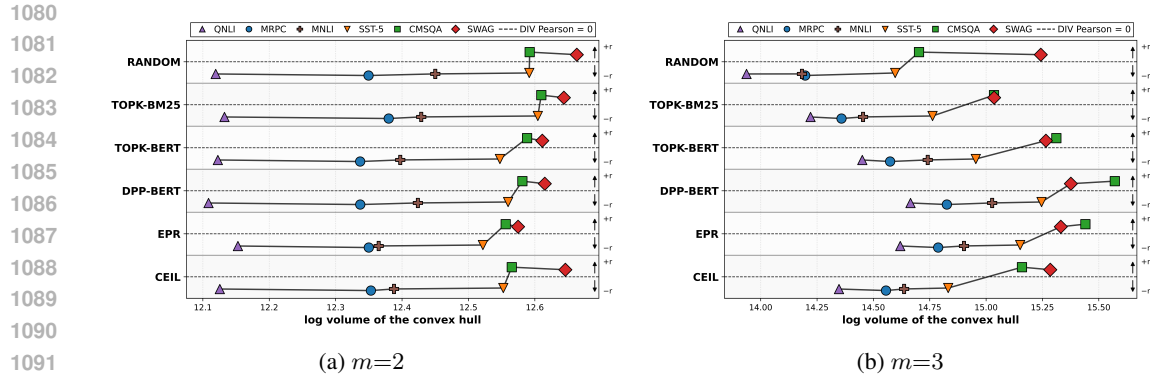 1080
1081
1082
1083
1084
1085
1086
1087
1088
1089
1090
1091
QNLI MRPC MNLI SST-5 CMSQA SWAG DIV Pearson = 0
RANDOM
TOPK-BM25
TOPK-BERT
DPP-BERT
EPR
CEIL
+r
−r
+r
−r
+r
−r
+r
−r
+r
−r
+r
−r
12.1 12.2 12.3 12.4 12.5 12.6
log volume of the convex hull
(a) m=2
QNLI MRPC MNLI SST-5 CMSQA SWAG DIV Pearson = 0
RANDOM
TOPK-BM25
TOPK-BERT
DPP-BERT
EPR
CEIL
+r
−r
+r
−r
+r
−r
+r
−r
+r
−r
+r
−r
14.00 14.25 14.50 14.75 15.00 15.25 15.50
log volume of the convex hull
(b) m=3